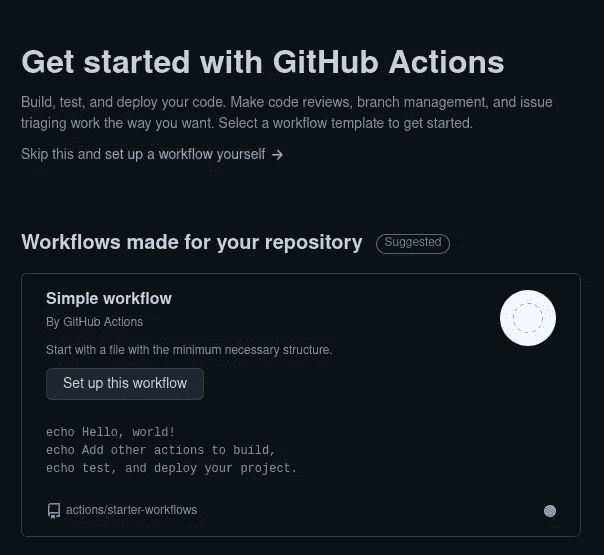 Get started with GitHub Actions
Build, test, and deploy your code. Make code reviews, branch management, and issue
triaging work the way you want. Select a workflow template to get started.
Skip this and set up a workflow yourself →
Workflows made for your repository Suggested
Simple workflow
By GitHub Actions
Start with a file with the minimum necessary structure.
Set up this workflow
echo Hello, world!
echo Add other actions to build,
echo test, and deploy your project.
actions/starter-workflows